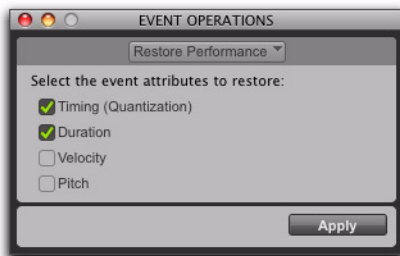 EVENT OPERATIONS
Restore Performance
Select the event attributes to restore:
Timing (Quantization)
Duration
Velocity
Pitch
Apply